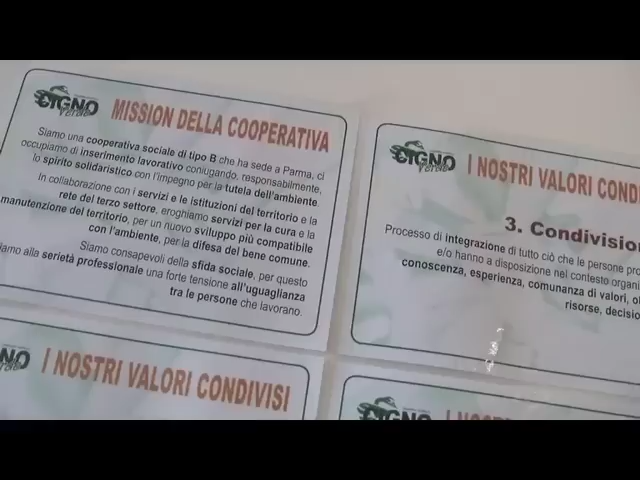 CIGNO
Verde
MISSION DELLA COOPERATIVA
Siamo una cooperativa sociale di tipo B che ha sede a Parma, ci
occupiamo di inserimento lavorativo coniugando, responsabilmente,
lo spirito solidaristico con l'impegno per la tutela dell'ambiente.
In collaborazione con i servizi e le istituzioni del territorio e la
rete del terzo settore, eroghiamo servizi per la cura e la
manutenzione del territorio, per un nuovo sviluppo più compatibile
con l'ambiente, per la difesa del bene comune.
Siamo consapevoli della sfida sociale, per questo
alla serietà professionale una forte tensione all'uguaglianza
tra le persone che lavorano.
CIGNO
Verde
I NOSTRI VALORI COND
3. Condivision
Processo di integrazione di tutto ciò che le persone pro
e/o hanno a disposizione nel contesto organi
conoscenza, esperienza, comunanza di valori, ob
risorse, decisio
NO
I NOSTRI VALORI CONDIVISI
CIGNO